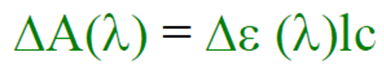 ΔA(λ) = Δε (λ)lc